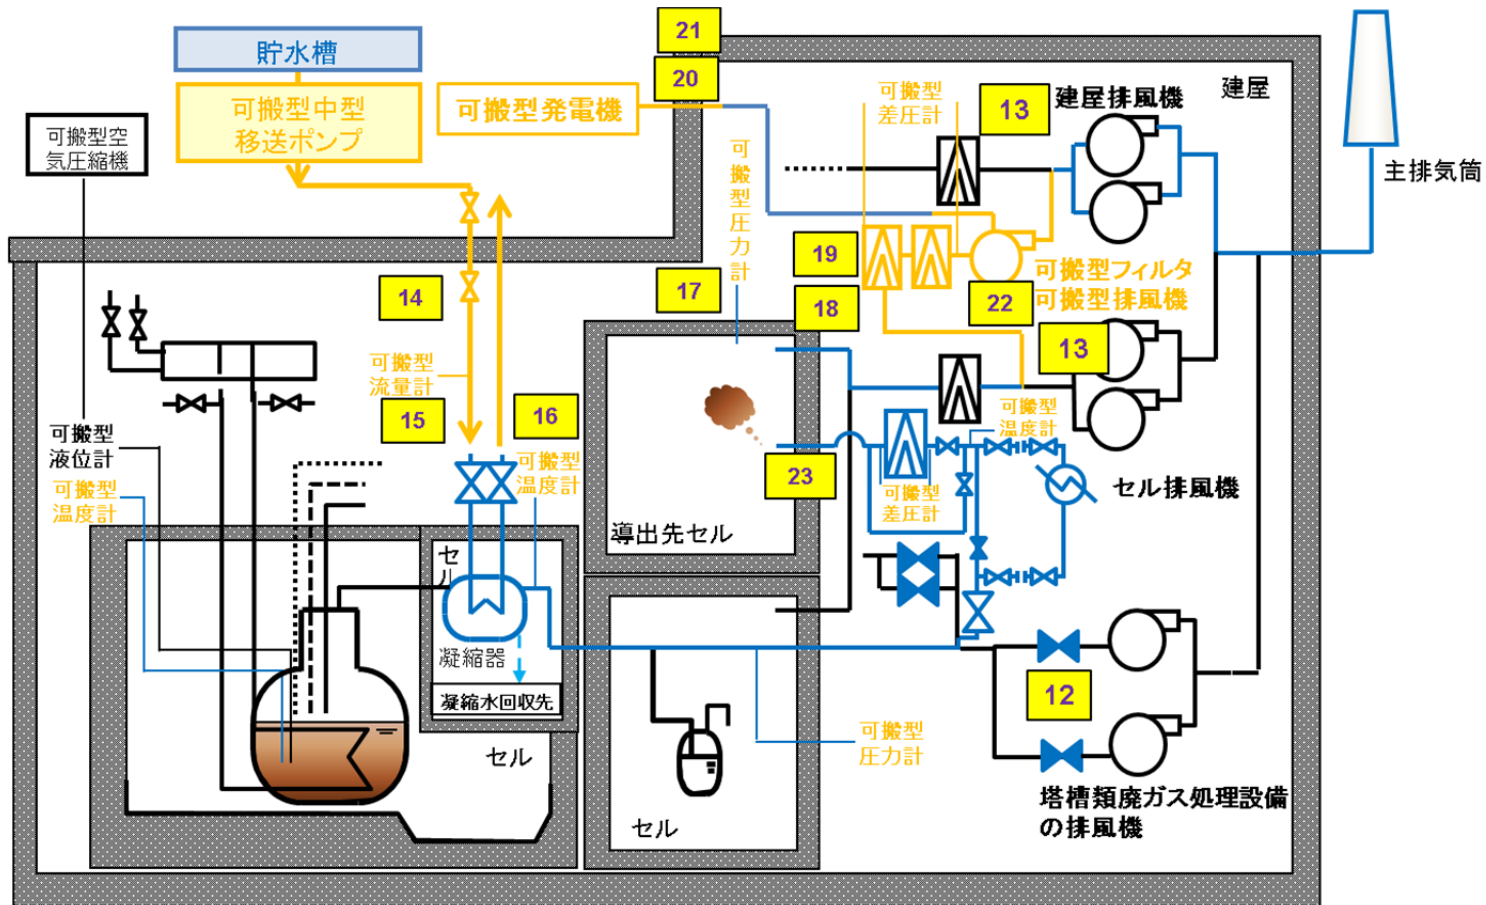 21
貯水槽
20
可搬型中型
移送ポンプ
可搬型発電機
可搬型
差圧計
13
建屋排風機
建屋
可搬型空
気圧縮機
可搬型圧力計
主排気筒
19
可搬型フィルタ
可搬型排風機
14
17
18
22
13
可搬型
流量計
15
16
可搬型
温度計
可搬型
液位計
可搬型
温度計
可搬型
温度計
23
可搬型
差圧計
セル排風機
導出先セル
セル
凝縮器
凝縮水回収先
セル
12
可搬型
圧力計
塔槽類廃ガス処理設備
の排風機
セル